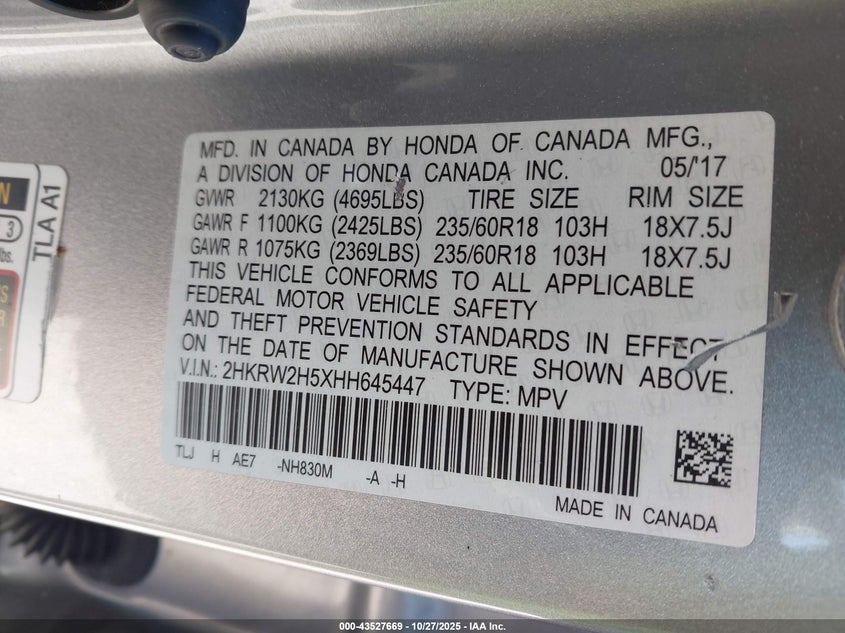 MFD. IN CANADA BY HONDA OF CANADA MFG.,
A DIVISION OF HONDA CANADA INC. 05/'17
GVWR 2130KG (4695LBS) TIRE SIZE RIM SIZE
GAWR F 1100KG (2425LBS) 235/60R18 103H 18X7.5J
GAWR R 1075KG (2369LBS) 235/60R18 103H 18X7.5J
THIS VEHICLE CONFORMS TO ALL APPLICABLE
FEDERAL MOTOR VEHICLE SAFETY
AND THEFT PREVENTION STANDARDS IN EFFECT
ON THE DATE OF MANUFACTURE SHOWN ABOVE.
V.I.N.: 2HKRW2H5XHH645447 TYPE: MPV
TLJ H AE7 -NH830M -A -H
MADE IN CANADA
3
lbs.
TLA A1
000-43527669 | 10/27/2025 | IAA Inc.